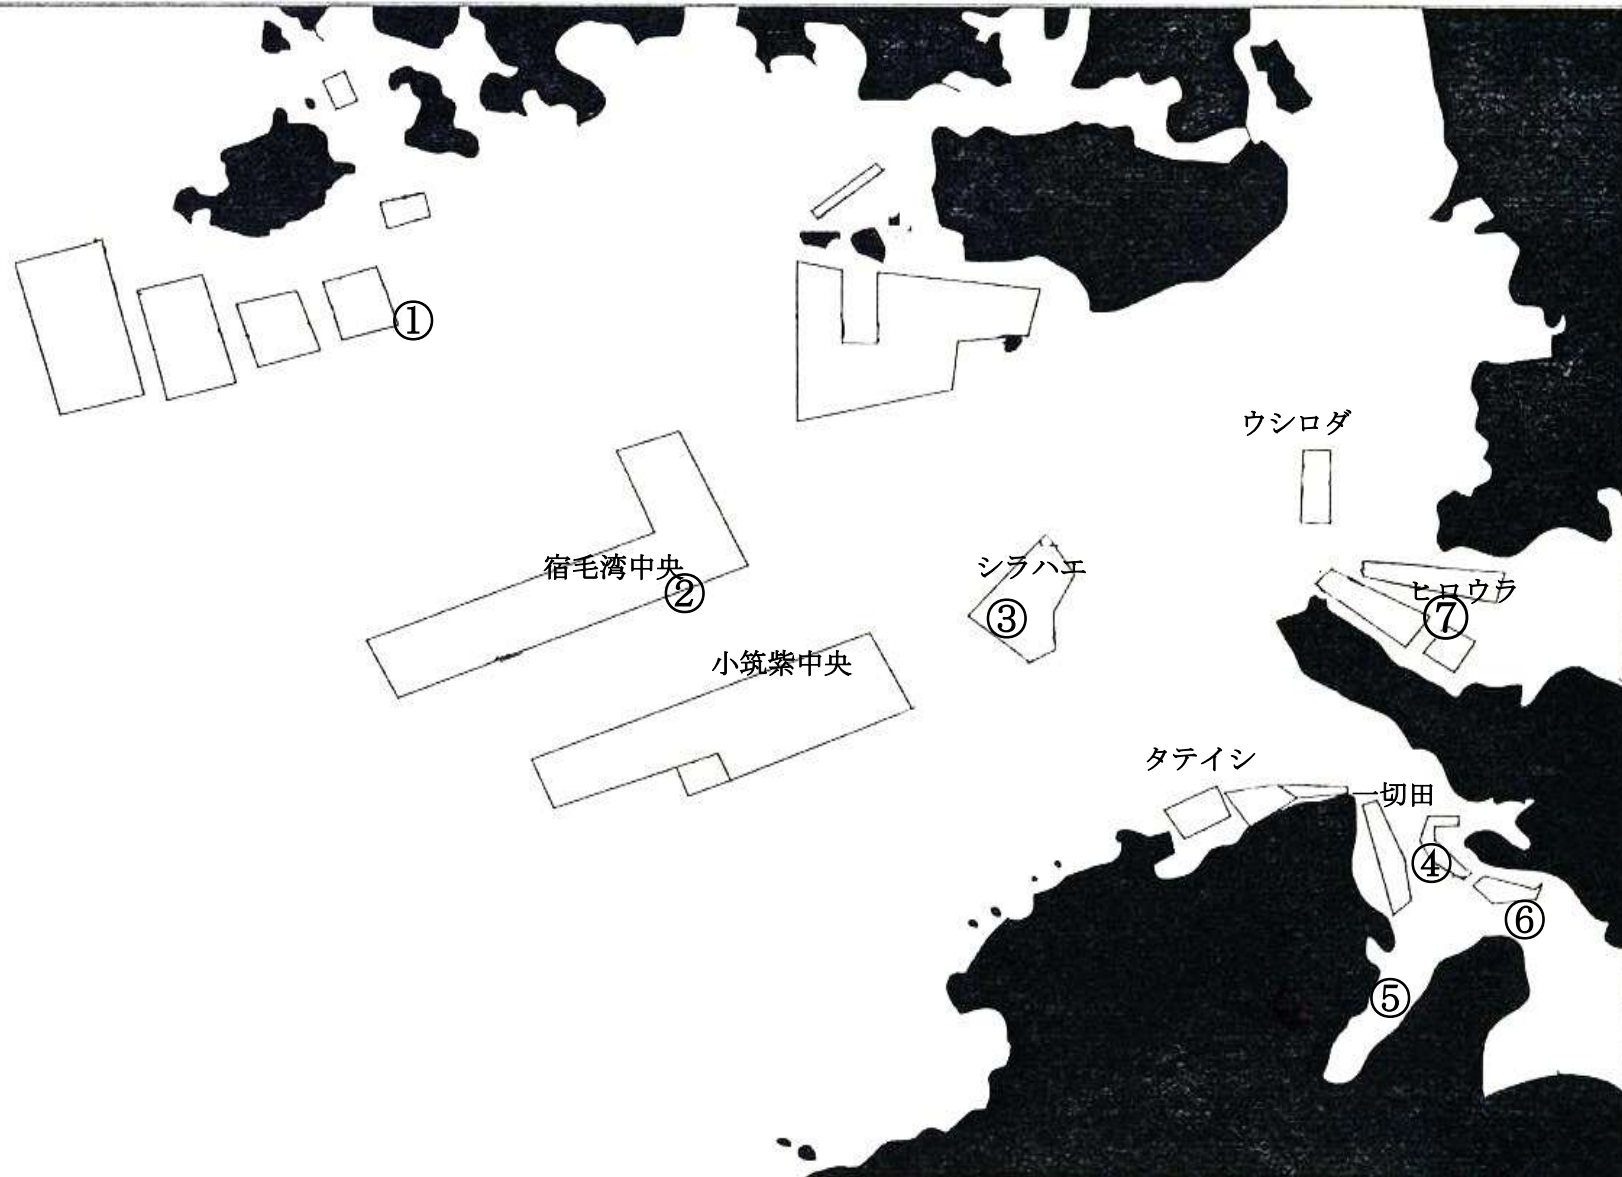 ①
ウシロダ
宿毛湾中央
②
シラハエ
③
ヒロウラ
⑦
小筑紫中央
タテイシ
一切田
④
⑥
⑤